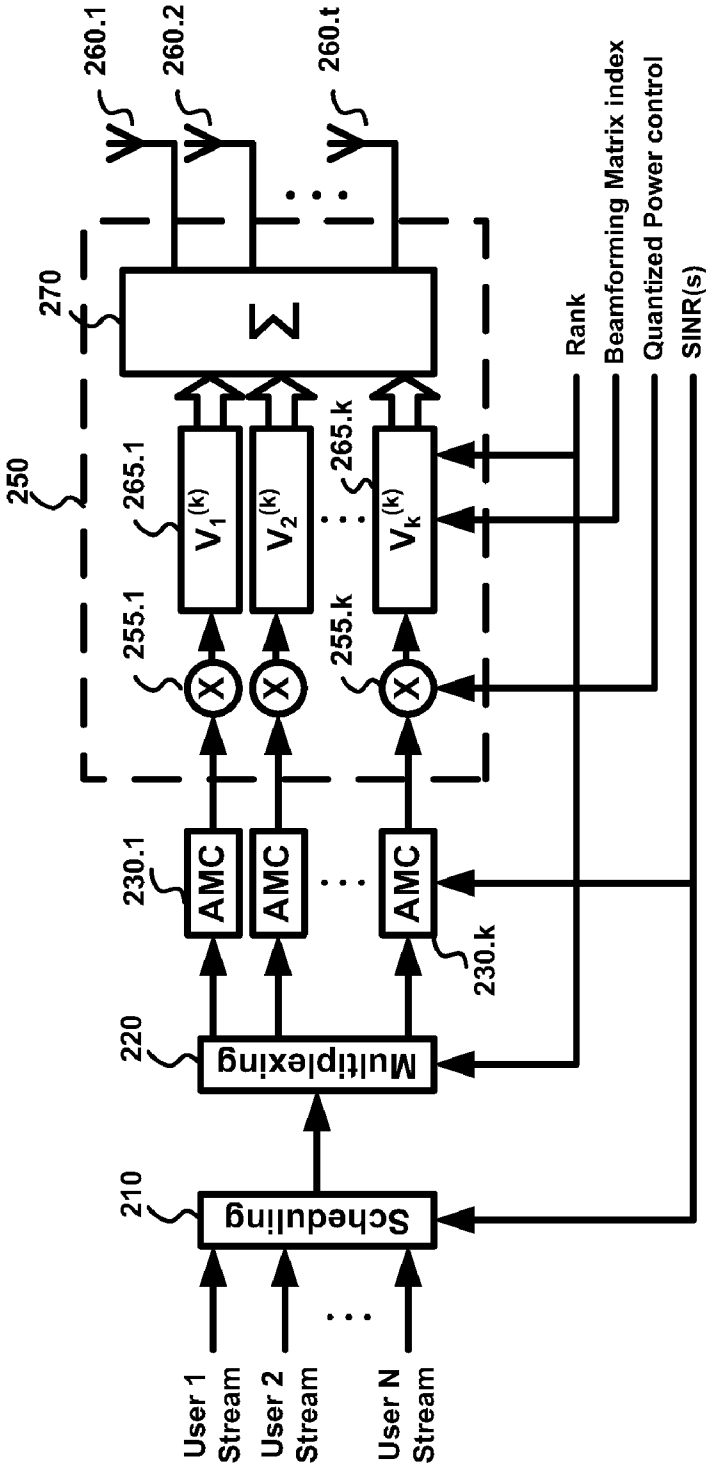 User 1
Stream
User 2
Stream
. . .
User N
Stream
210
Scheduling
220
Multiplexing
230.1
AMC
AMC
. . .
AMC
230.k
250
255.1
X
X
255.k
X
265.1
V1(k)
V2(k)
. . .
265.k
Vk(k)
270
Σ
260.1
260.2
. . .
260.t
Rank
Beamforming Matrix index
Quantized Power control
SINR(s)